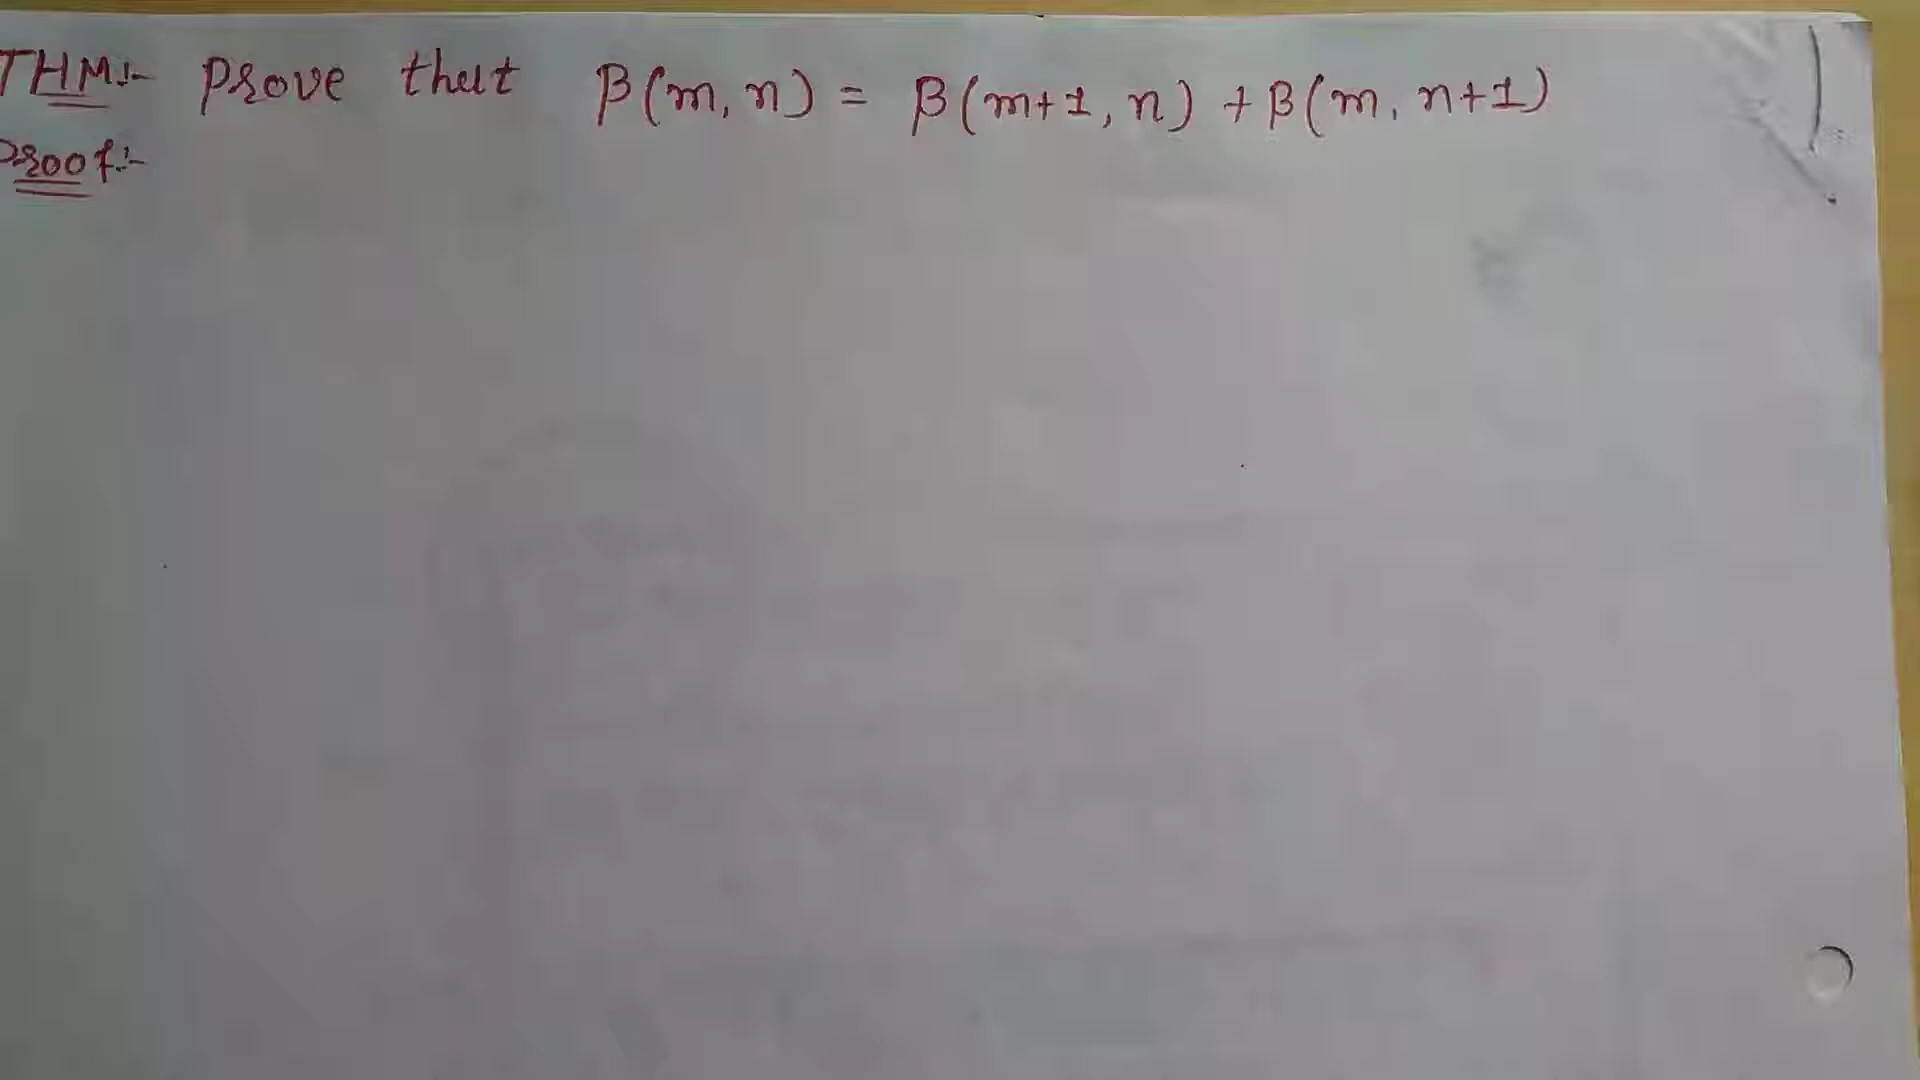 THM:- Prove that β(m, n) = β(m+1, n) + β(m, n+1)
Proof:-